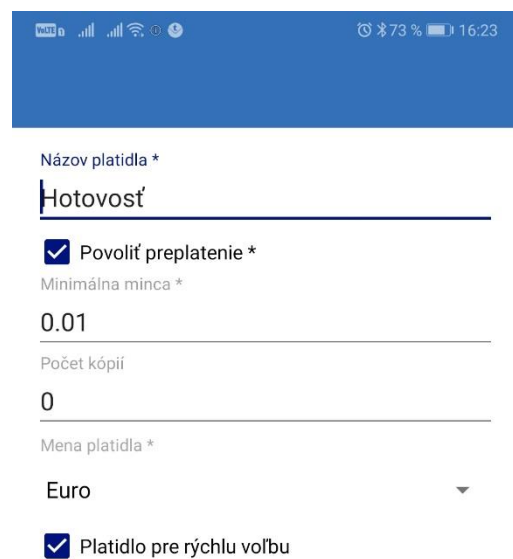 VoLTE 73 % 16:23
Názov platidla *
Hotovosť
Povoliť preplatenie *
Minimálna minca *
0.01
Počet kópií
0
Mena platidla *
Euro
Platidlo pre rýchlu voľbu